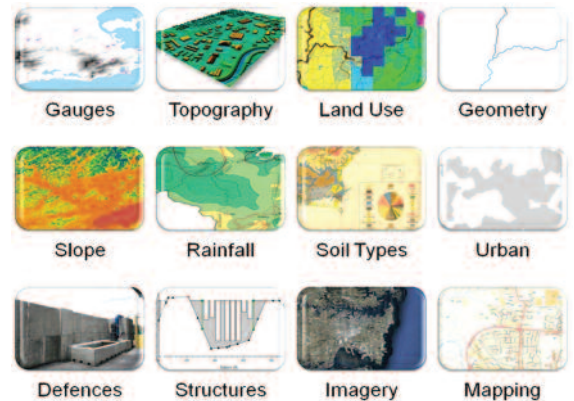 Gauges Topography Land Use Geometry
Slope Rainfall Soil Types Urban
Defences Structures Imagery Mapping